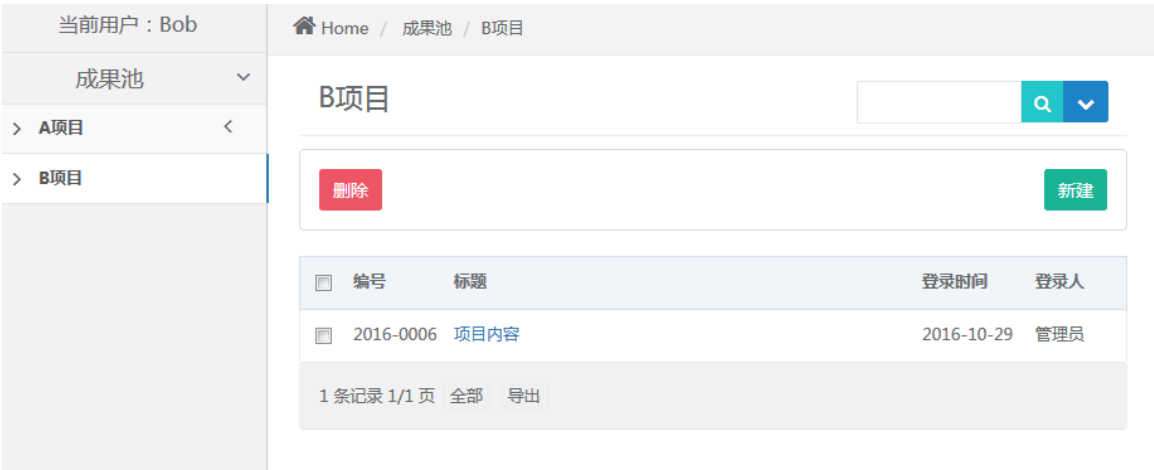 当前用户：Bob
成果池
A项目
B项目
Home / 成果池 / B项目
B项目
删除
新建
编号 标题 登录时间 登录人
2016-0006 项目内容 2016-10-29 管理员
1 条记录 1/1 页 全部 导出